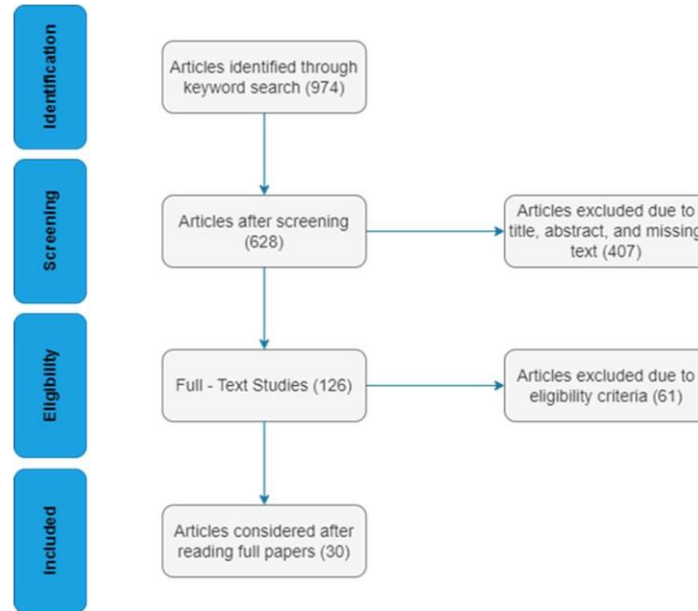 Identification
Articles identified through
keyword search (974)
Screening
Articles after screening
(628)
Articles excluded due to
title, abstract, and missing
text (407)
Eligibility
Full - Text Studies (126)
Articles excluded due to
eligibility criteria (61)
Included
Articles considered after
reading full papers (30)